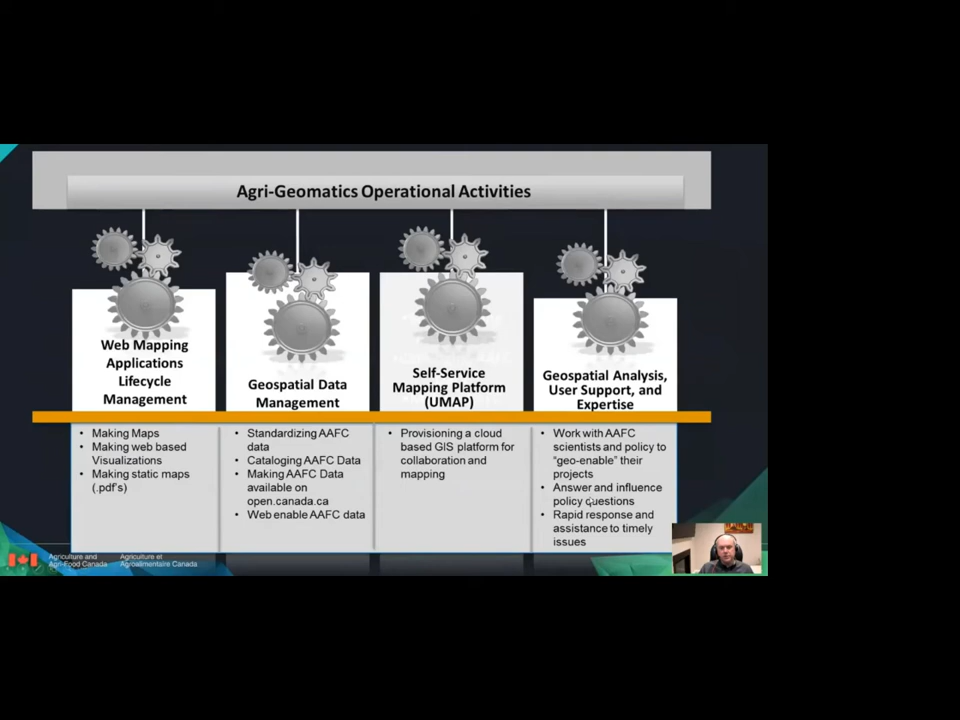 Agri-Geomatics Operational Activities
Web Mapping
Applications
Lifecycle
Management
• Making Maps
• Making web based
Visualizations
• Making static maps
(.pdf's)
Geospatial Data
Management
• Standardizing AAFC
data
• Cataloging AAFC Data
• Making AAFC Data
available on
open.canada.ca
• Web enable AAFC data
Self-Service
Mapping Platform
(UMAP)
• Provisioning a cloud
based GIS platform for
collaboration and
mapping
Geospatial Analysis,
User Support, and
Expertise
• Work with AAFC
scientists and policy to
"geo-enable" their
projects
• Answer and influence
policy questions
• Rapid response and
assistance to timely
issues
Agriculture and
Agri-Food Canada
Agriculture et
Agroalimentaire Canada